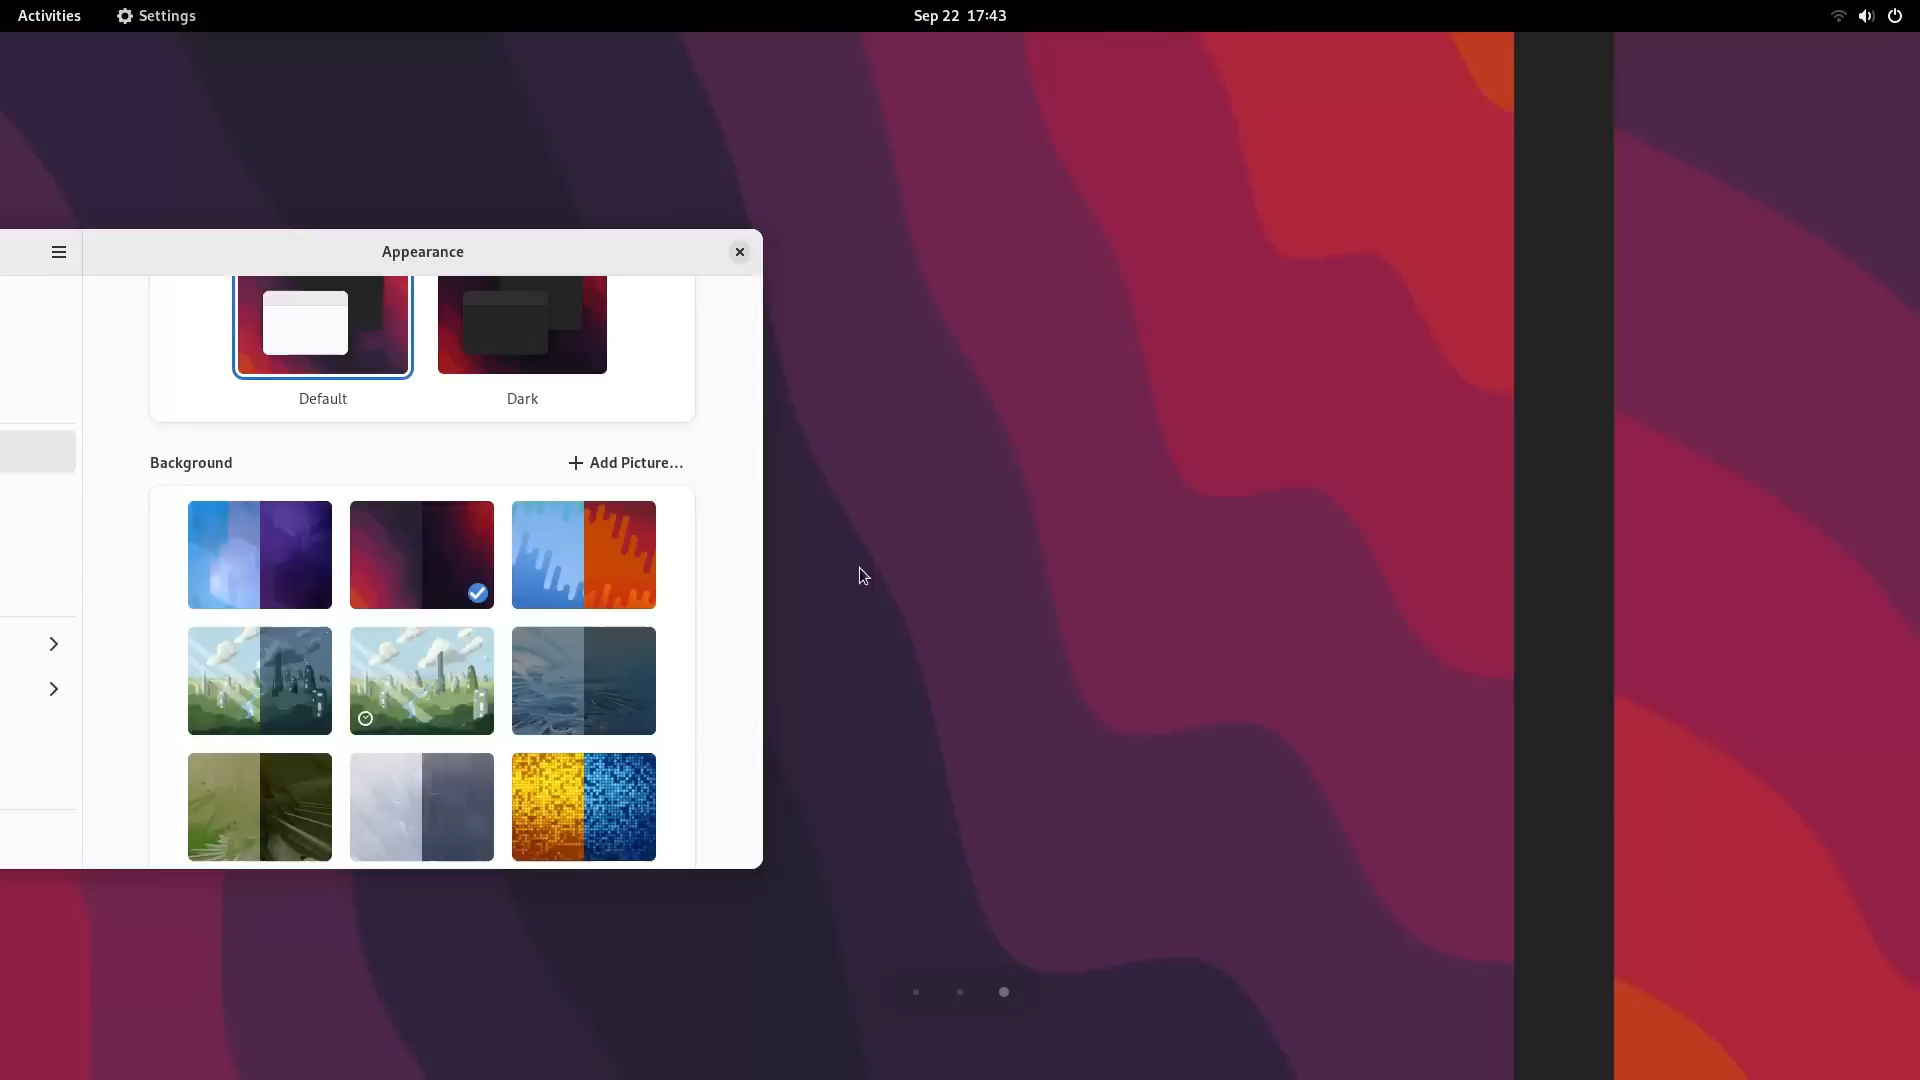 Activities
Settings
Sep 22 17:43
Appearance
Default
Dark
Background
Add Picture...